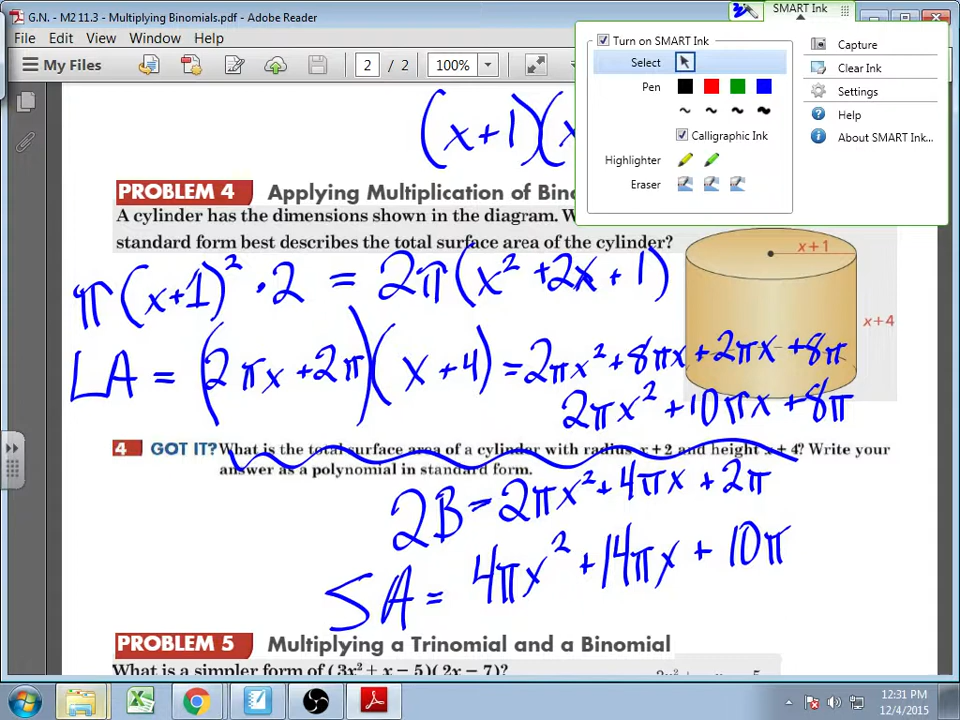 G.N. - M2 11.3 - Multiplying Binomials.pdf - Adobe Reader
SMART Ink
File Edit View Window Help
My Files
2 / 2
100%
Turn on SMART Ink
Select
Pen
Calligraphic Ink
Highlighter
Eraser
Capture
Clear Ink
Settings
Help
About SMART Ink...
(x+1)(x
PROBLEM 4 Applying Multiplication of Bino
A cylinder has the dimensions shown in the diagram. W
standard form best describes the total surface area of the cylinder?
x+1
x+4
π(x+1)² · 2 = 2π(x² + 2x + 1)
LA = (2πx + 2π)(x + 4) = 2πx² + 8πx + 2πx + 8π
2πx² + 10πx + 8π
4 GOT IT? What is the total surface area of a cylinder with radius x + 2 and height x + 4? Write your
answer as a polynomial in standard form.
2B = 2πx² + 4πx + 2π
SA = 4πx² + 14πx + 10π
PROBLEM 5 Multiplying a Trinomial and a Binomial
What is a simpler form of (3x² + x − 5)(2x − 7)?
12:31 PM
12/4/2015